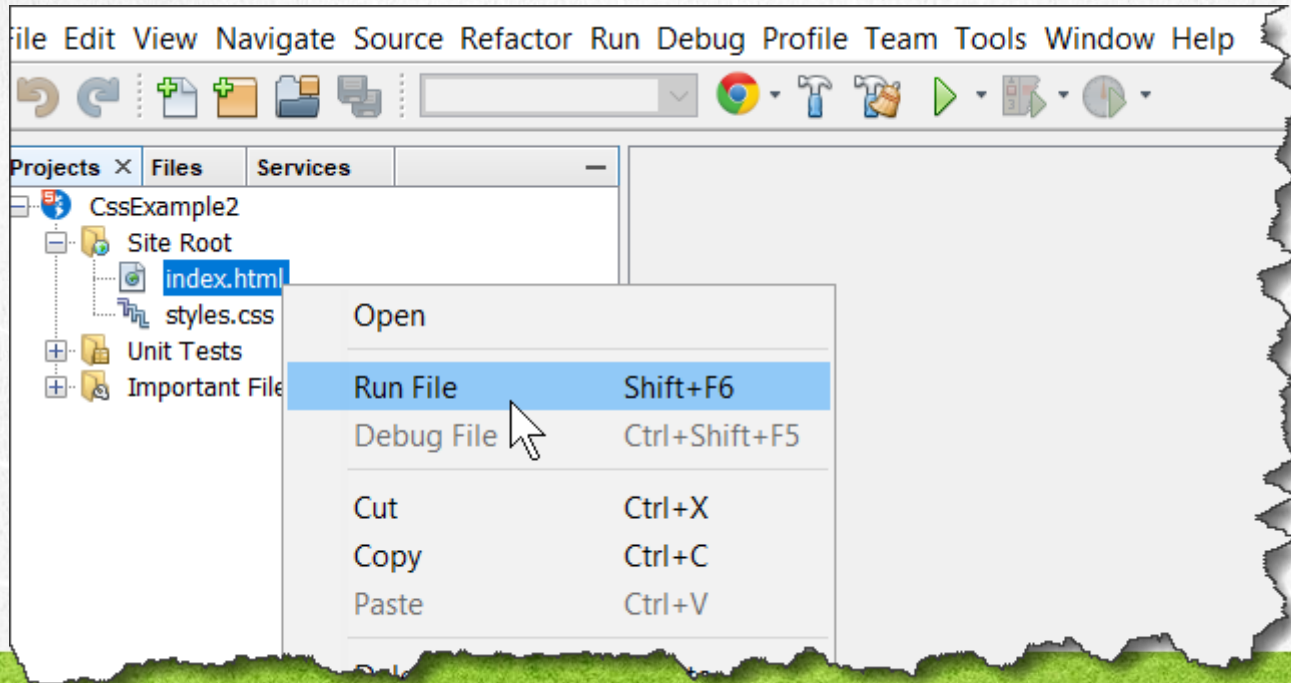 ile Edit View Navigate Source Refactor Run Debug Profile Team Tools Window Help
Projects Files Services
CssExample2
Site Root
index.html
styles.css
Unit Tests
Important File
Open
Run File Shift+F6
Debug File Ctrl+Shift+F5
Cut Ctrl+X
Copy Ctrl+C
Paste Ctrl+V